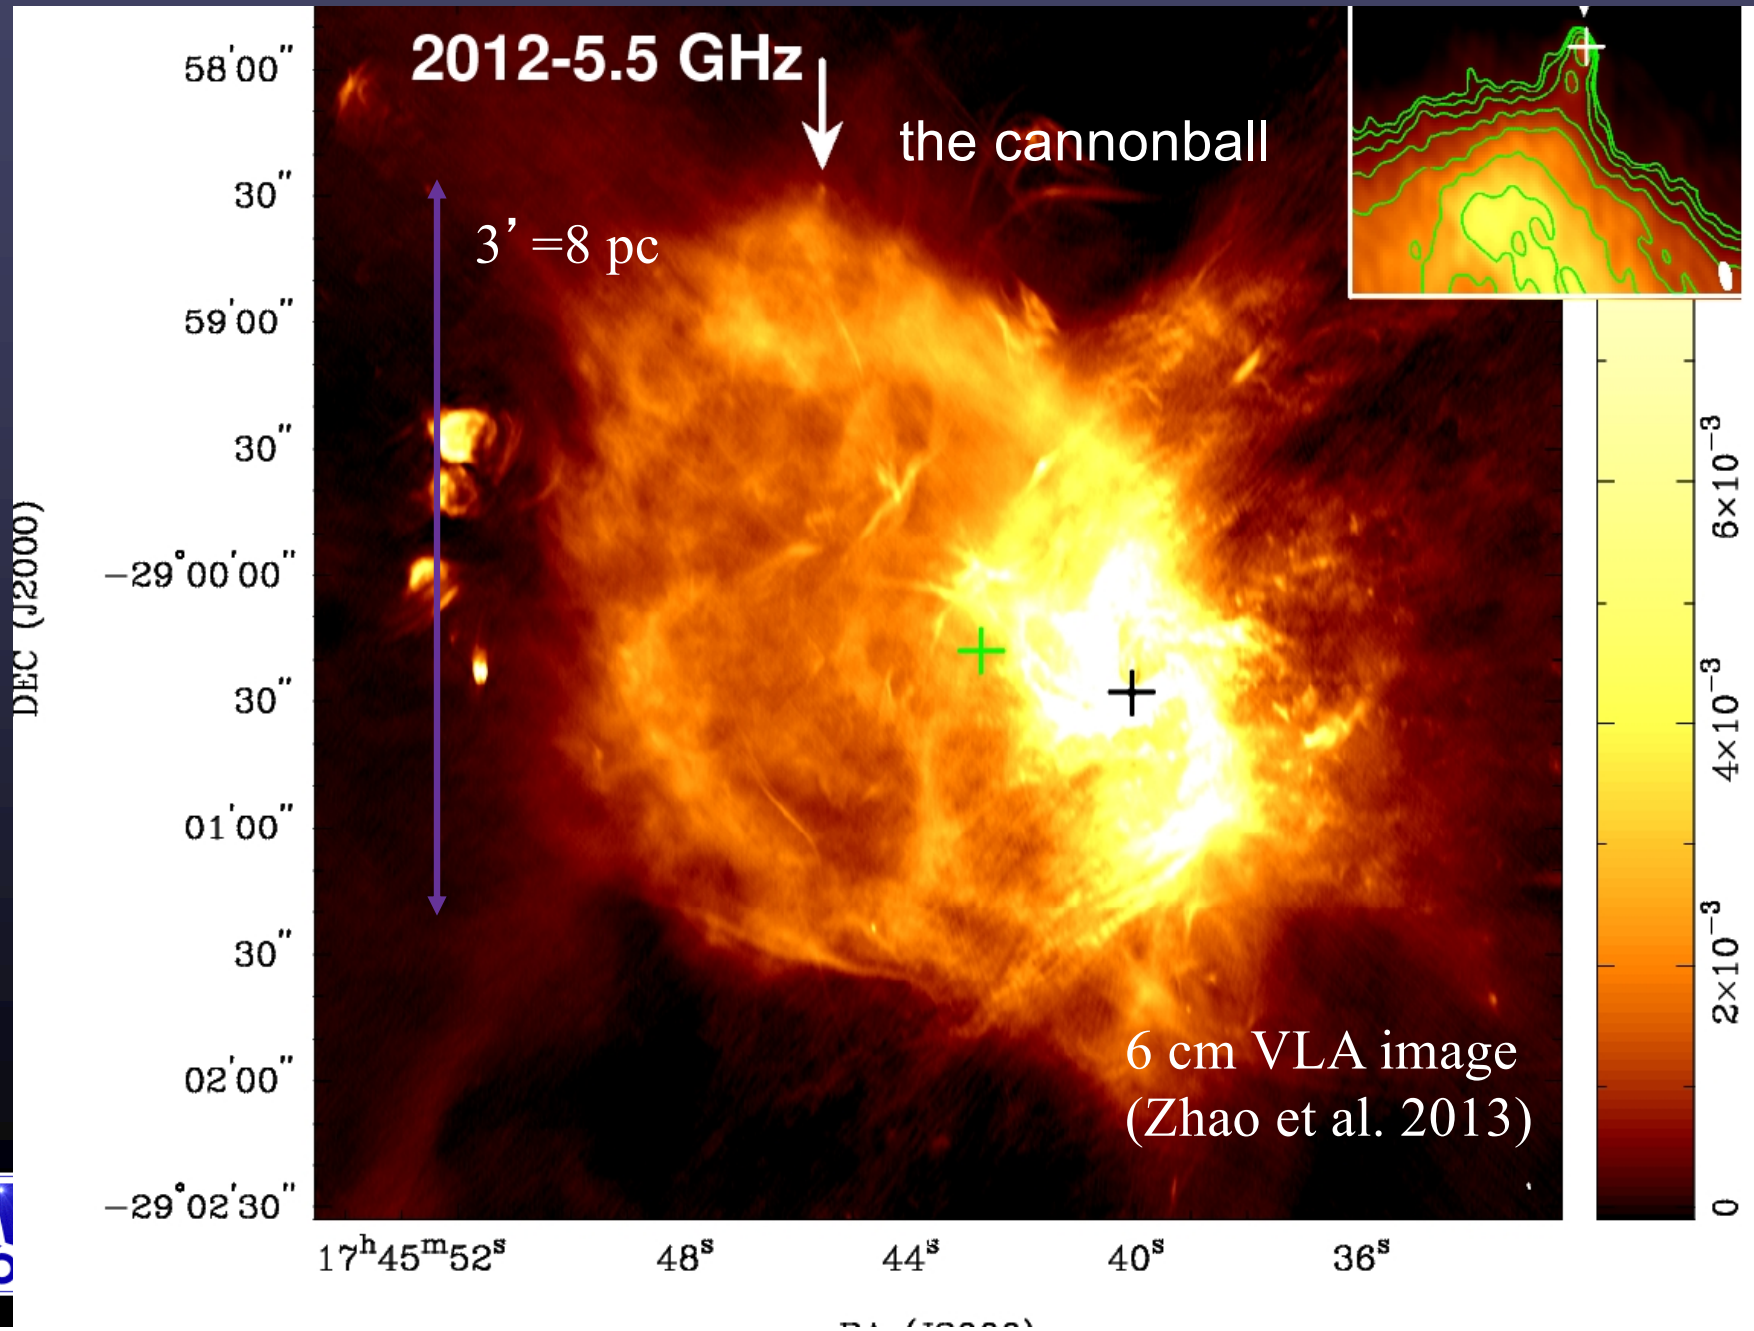 2012-5.5 GHz
the cannonball
3’=8 pc
58′00″
30″
59′00″
30″
−29°00′00″
30″
01′00″
30″
02′00″
−29°02′30″
DEC (J2000)
6×10⁻³
4×10⁻³
2×10⁻³
0
6 cm VLA image
(Zhao et al. 2013)
17ʰ45ᵐ52ˢ 48ˢ 44ˢ 40ˢ 36ˢ
RA (J2000)